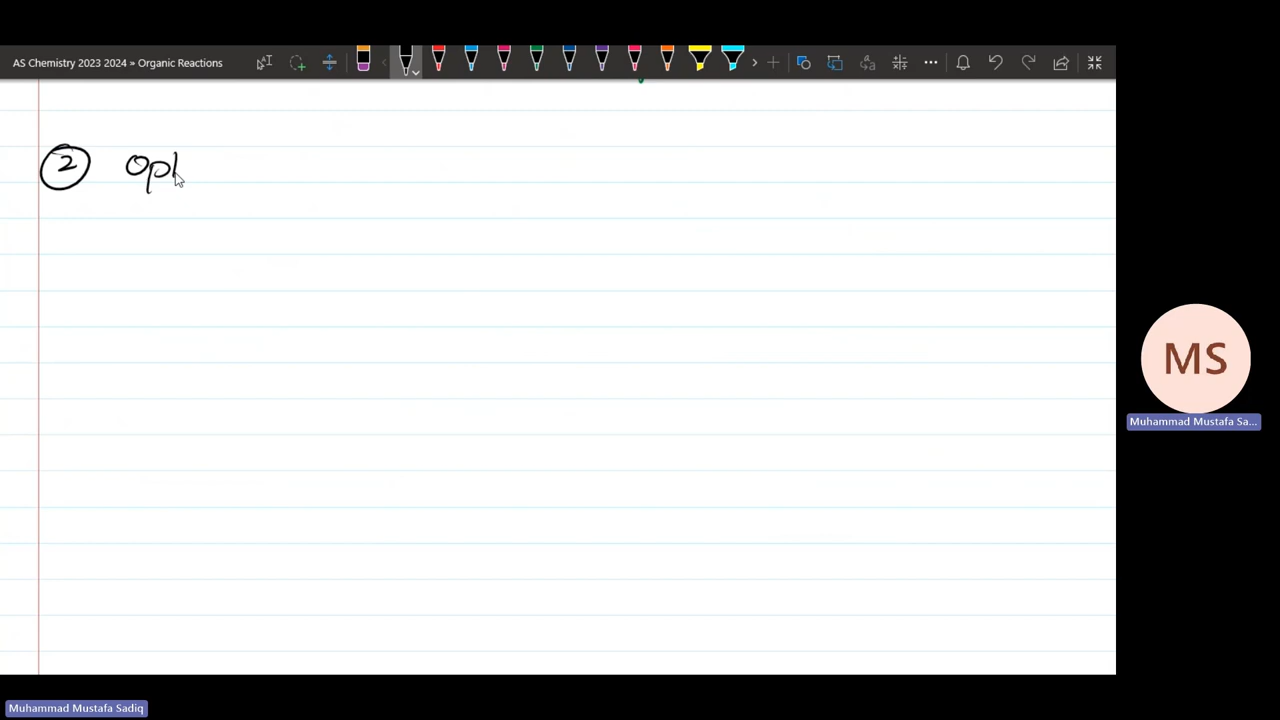 AS Chemistry 2023 2024 » Organic Reactions
② Opl
MS
Muhammad Mustafa Sa...
Muhammad Mustafa Sadiq